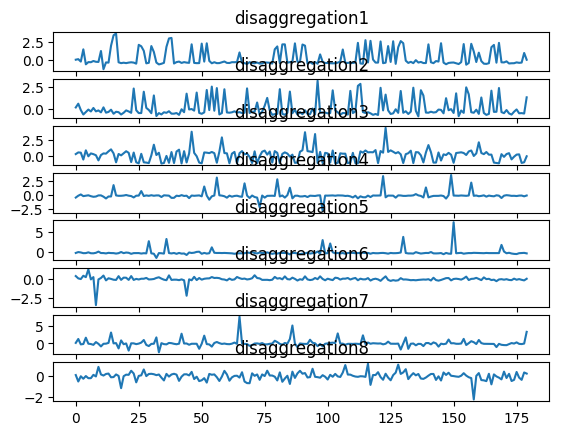 disaggregation1
2.5
0.0
disaggregation2
2.5
0.0
disaggregation3
2.5
0.0
disaggregation4
2.5
0.0
−2.5
disaggregation5
5
0
disaggregation6
0.0
−2.5
disaggregation7
5
0
disaggregation8
0
−2
0 25 50 75 100 125 150 175